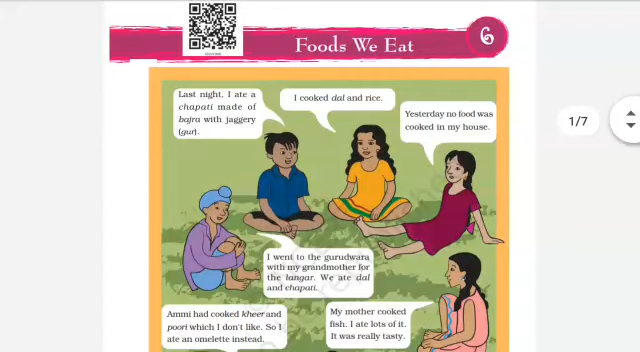 Foods We Eat
6
Last night, I ate a
chapati made of
bajra with jaggery
(gur).
I cooked dal and rice.
Yesterday no food was
cooked in my house.
1/7
I went to the gurudwara
with my grandmother for
the langar. We ate dal
and chapati.
Ammi had cooked kheer and
poori which I don't like. So I
ate an omelette instead.
My mother cooked
fish. I ate lots of it.
It was really tasty.